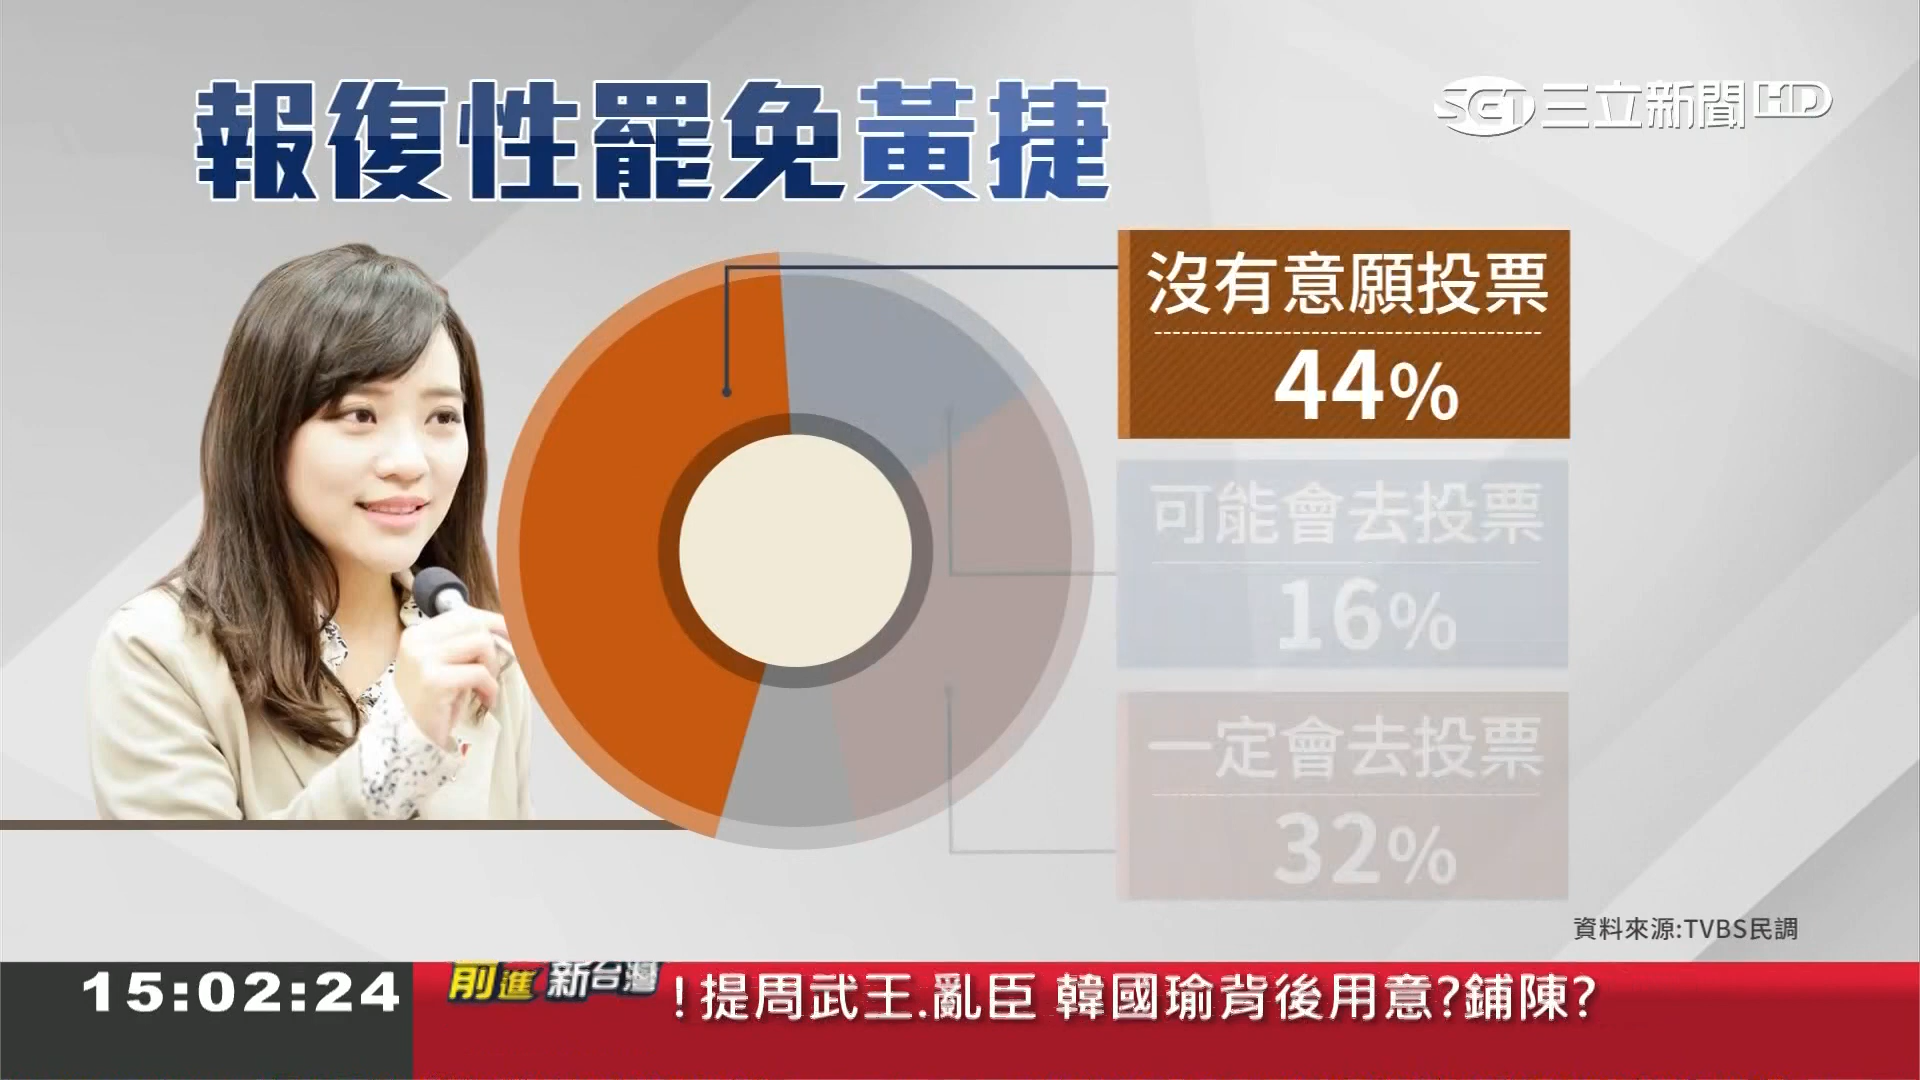 報復性罷免黃捷
SET三立新聞HD
沒有意願投票
44%
可能會去投票
16%
一定會去投票
32%
資料來源:TVBS民調
15:02:24
前進新台灣
!提周武王.亂臣 韓國瑜背後用意?鋪陳?